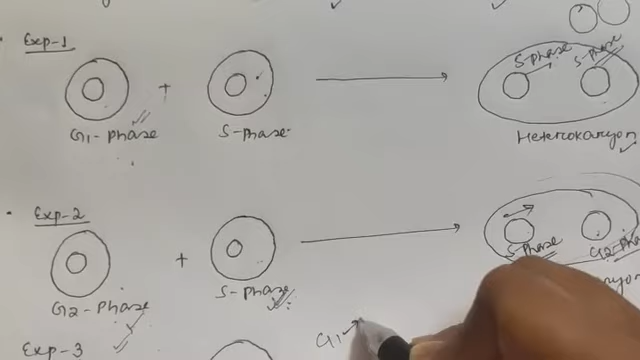 Exp-1
S-Phase S-Phase
+
G1-Phase S-Phase
Heterokaryon
Exp-2
+
S-Phase
G2-Phase S-Phase
G1
Exp-3